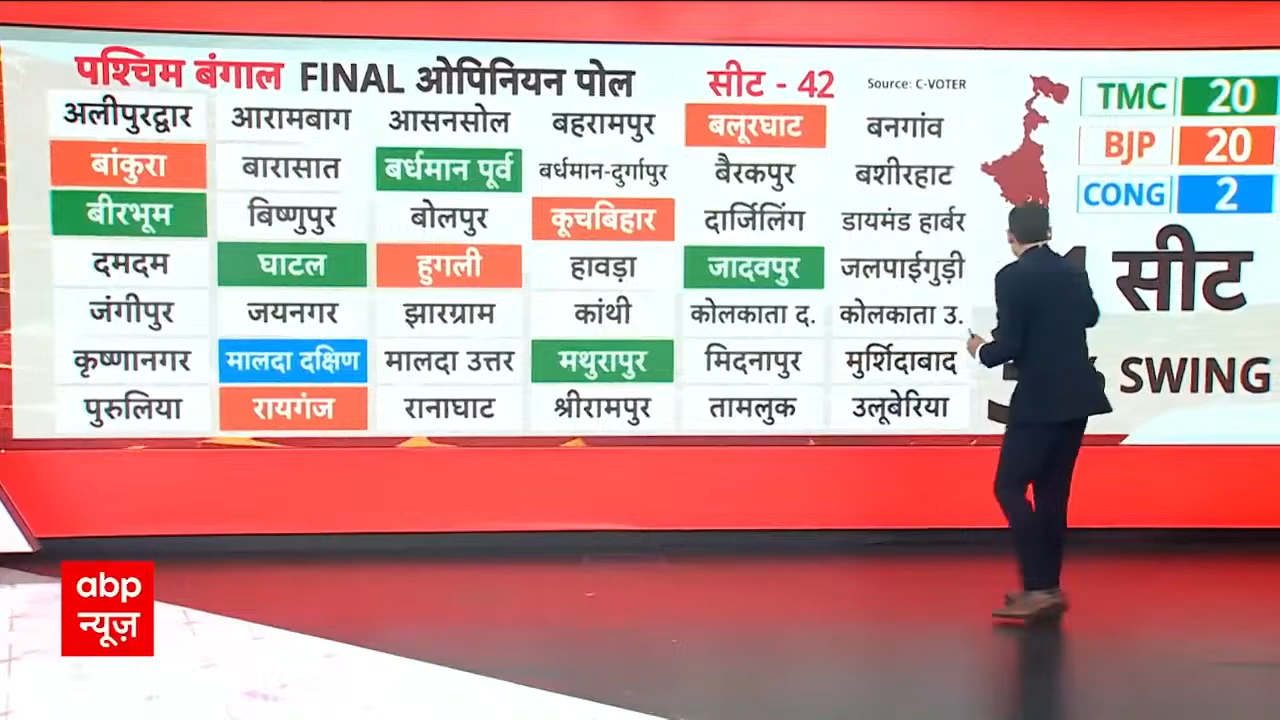 पश्चिम बंगाल FINAL ओपिनियन पोल सीट - 42 Source: C-VOTER
अलीपुरद्वार आरामबाग आसनसोल बहरामपुर बलूरघाट बनगांव
बांकुरा बारासात बर्धमान पूर्व बर्धमान-दुर्गापुर बैरकपुर बशीरहाट
बीरभूम बिष्णुपुर बोलपुर कूचबिहार दार्जिलिंग डायमंड हार्बर
दमदम घाटल हुगली हावड़ा जादवपुर जलपाईगुड़ी
जंगीपुर जयनगर झारग्राम कांथी कोलकाता द. कोलकाता उ.
कृष्णानगर मालदा दक्षिण मालदा उत्तर मथुरापुर मिदनापुर मुर्शिदाबाद
पुरुलिया रायगंज रानाघाट श्रीरामपुर तामलुक उलूबेरिया
TMC 20
BJP 20
CONG 2
सीट
SWING
abp
न्यूज़